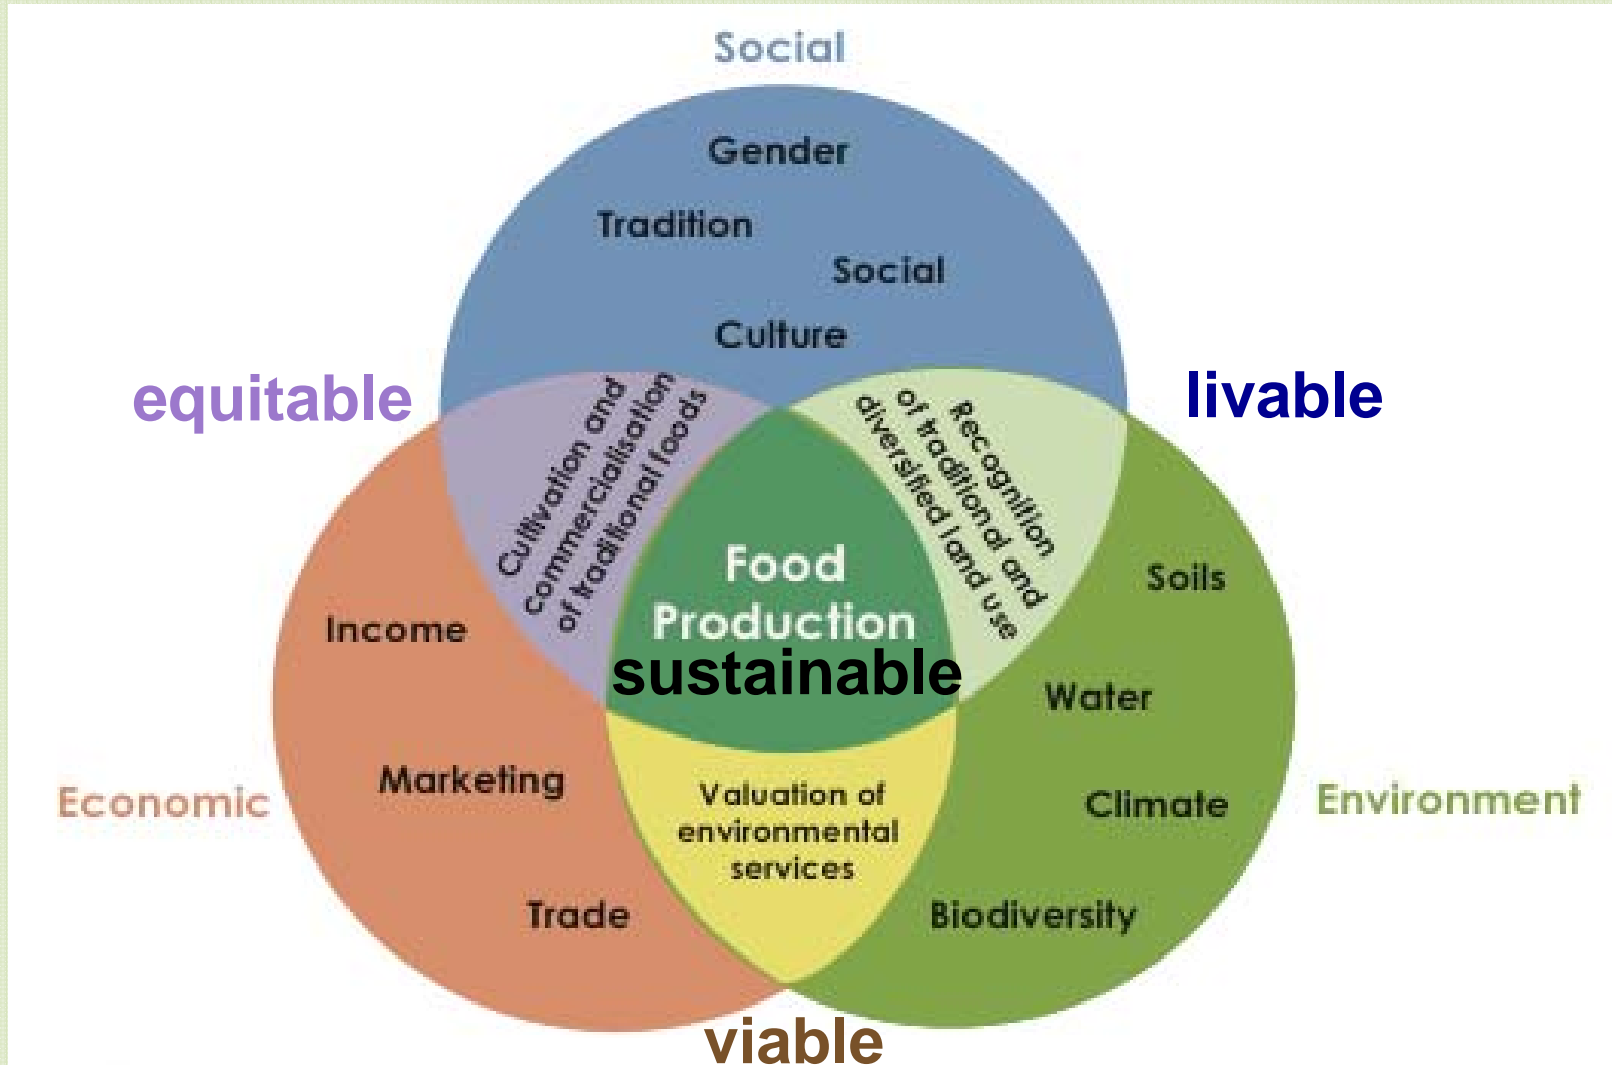 Social
Gender
Tradition
Social
Culture
equitable
livable
Cultivation and
commercialisation
of traditional foods
Recognition
of traditional and
diversified land use
Food
Production
sustainable
Income
Marketing
Trade
Economic
Soils
Water
Climate
Biodiversity
Environment
Valuation of
environmental
services
viable